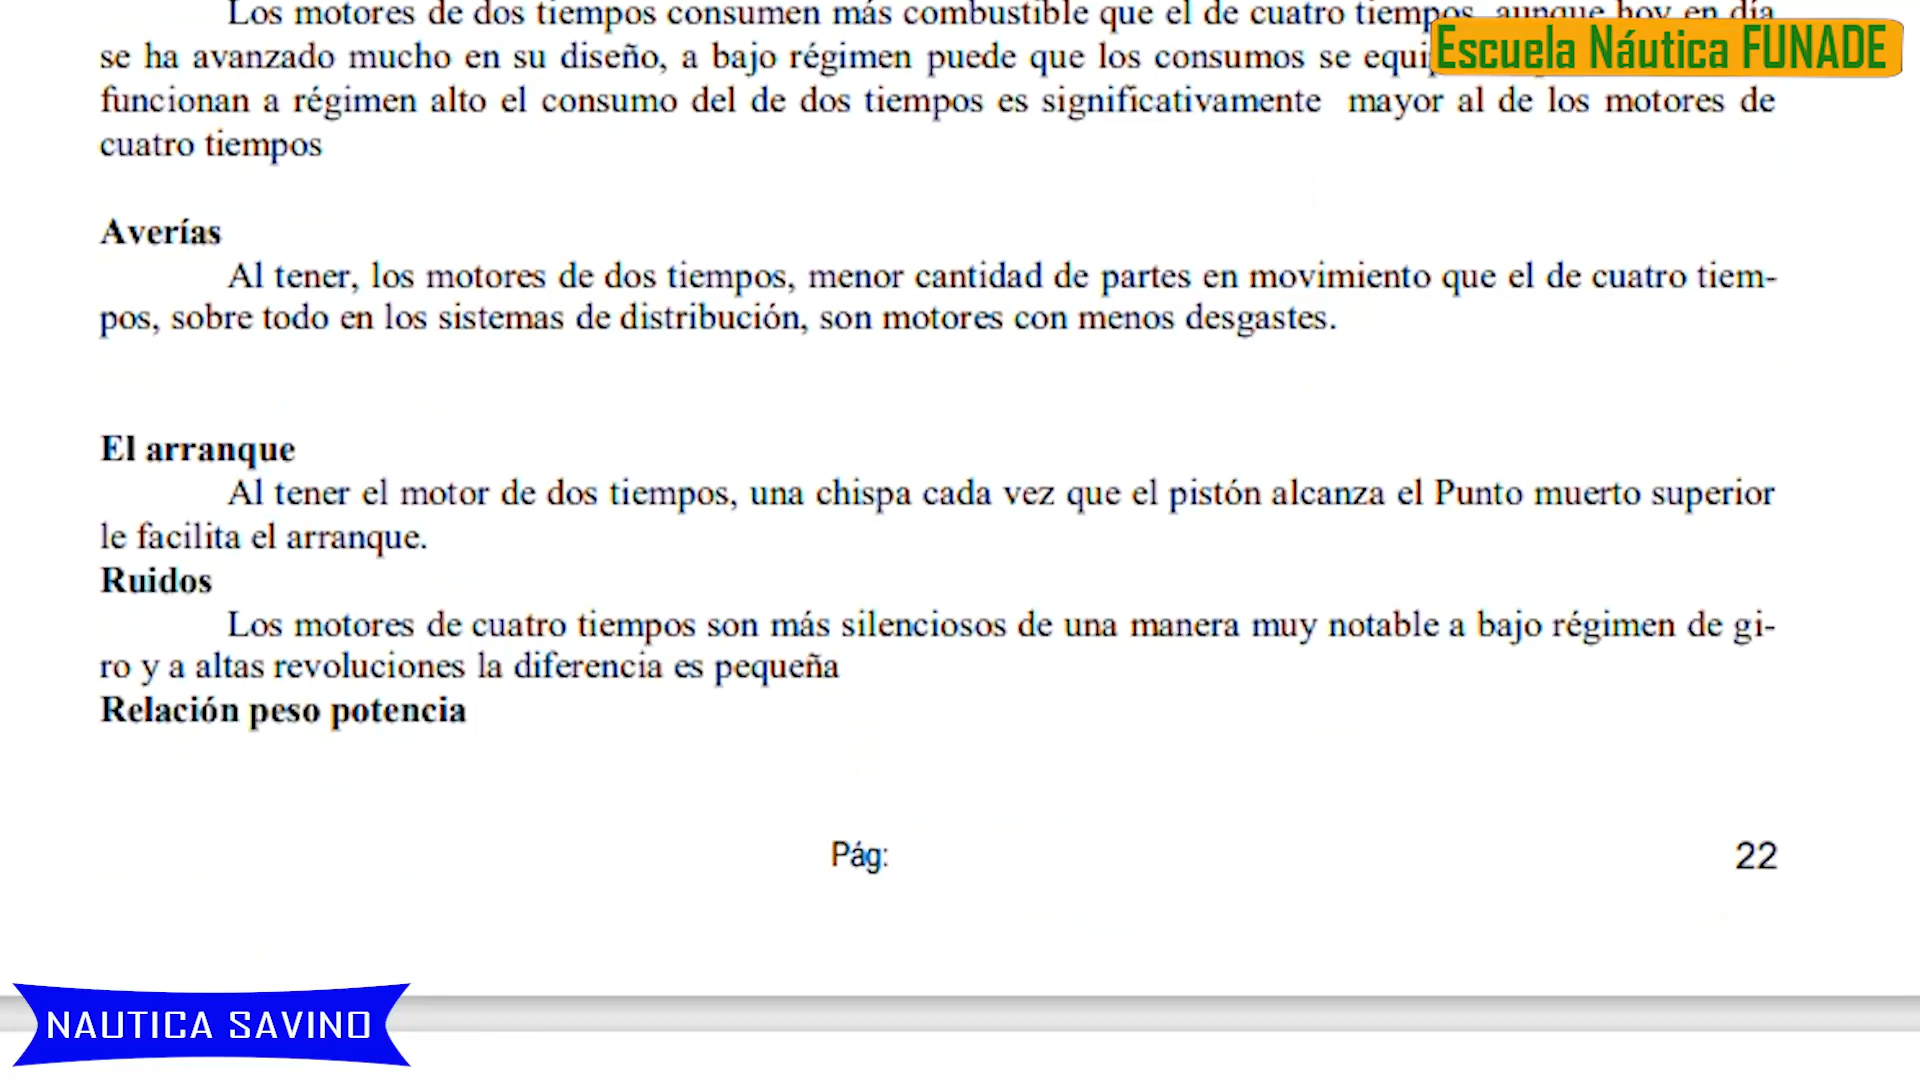 Los motores de dos tiempos consumen más combustible que el de cuatro tiempos, aunque hoy en día
Escuela Náutica FUNADE
se ha avanzado mucho en su diseño, a bajo régimen puede que los consumos se
funcionan a régimen alto el consumo del de dos tiempos es significativamente mayor al de los motores de
cuatro tiempos
Averías
Al tener, los motores de dos tiempos, menor cantidad de partes en movimiento que el de cuatro tiem-
pos, sobre todo en los sistemas de distribución, son motores con menos desgastes.
El arranque
Al tener el motor de dos tiempos, una chispa cada vez que el pistón alcanza el Punto muerto superior
le facilita el arranque.
Ruidos
Los motores de cuatro tiempos son más silenciosos de una manera muy notable a bajo régimen de gi-
ro y a altas revoluciones la diferencia es pequeña
Relación peso potencia
Pág: 22
NAUTICA SAVINO